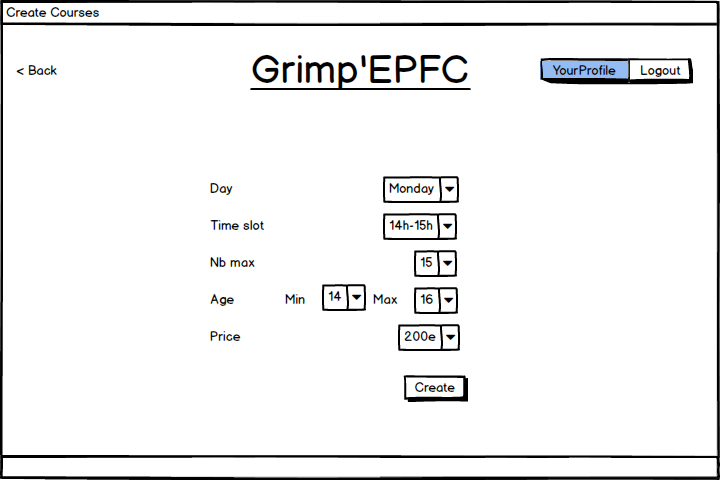 Create Courses
< Back
Grimp'EPFC
YourProfile Logout
Day Monday
Time slot 14h-15h
Nb max 15
Age Min 14 Max 16
Price 200e
Create